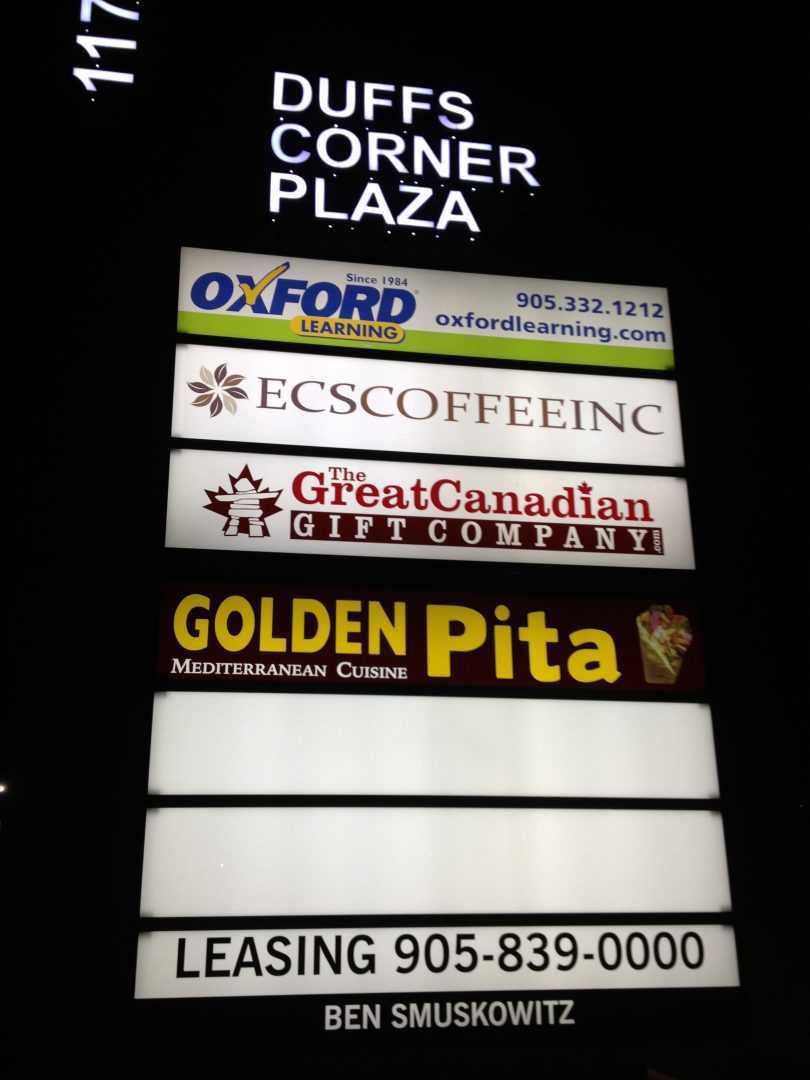 117
DUFFS
CORNER
PLAZA
Since 1984
OXFORD
LEARNING
905.332.1212
oxfordlearning.com
ECSCOFFEEINC
The
GreatCanadian
GIFT COMPANY.com
GOLDEN Pita
MEDITERRANEAN CUISINE
LEASING 905-839-0000
BEN SMUSKOWITZ